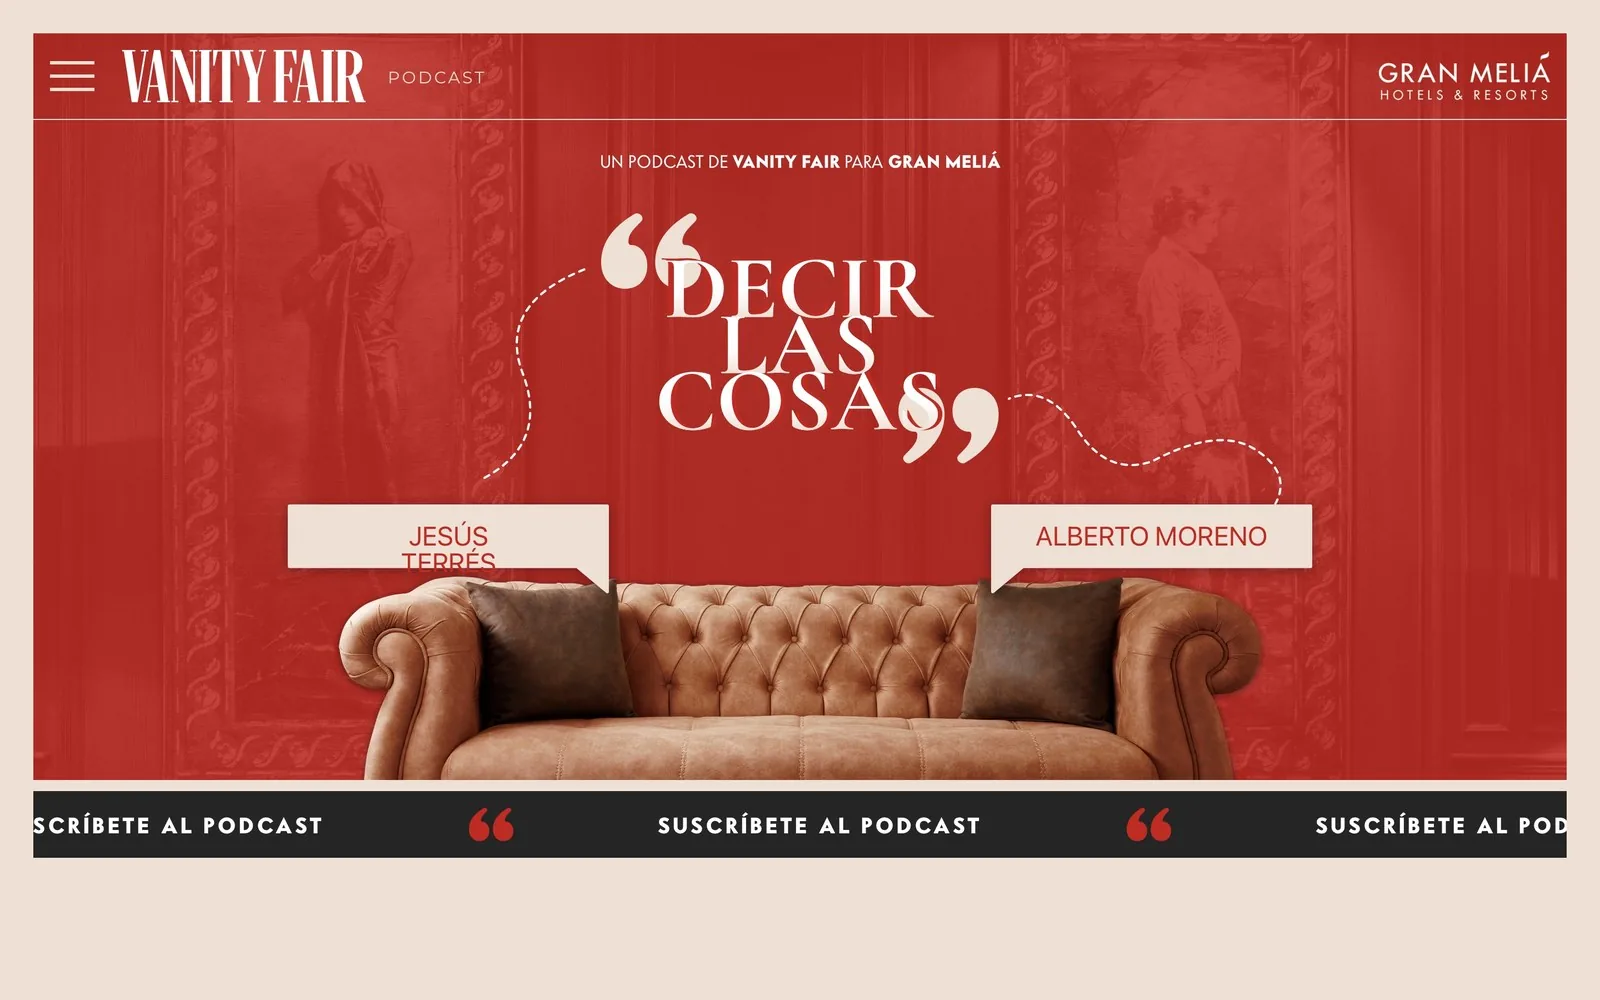 VANITY FAIR PODCAST
GRAN MELIÁ
HOTELS & RESORTS
UN PODCAST DE VANITY FAIR PARA GRAN MELIÁ
“DECIR
LAS
COSAS”
JESÚS
TERRÉS
ALBERTO MORENO
SCRÍBETE AL PODCAST “ SUSCRÍBETE AL PODCAST “ SUSCRÍBETE AL POD